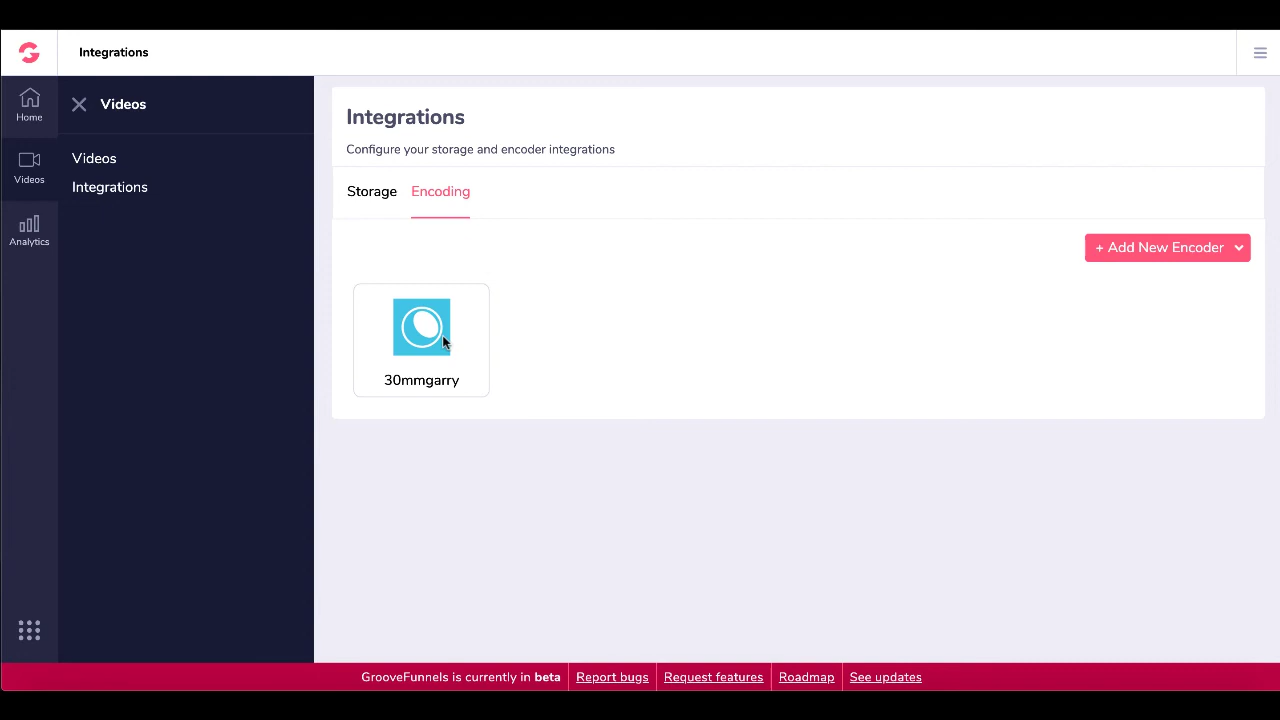 Integrations
Home
Videos
Analytics
Videos
Videos
Integrations
Integrations
Configure your storage and encoder integrations
Storage Encoding
+ Add New Encoder
30mmgarry
GrooveFunnels is currently in beta Report bugs Request features Roadmap See updates